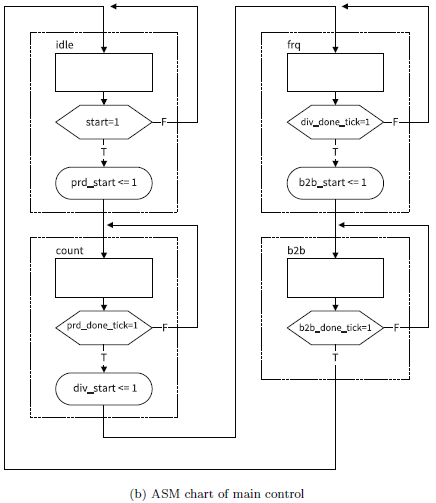 idle
start=1
F
T
prd_start <= 1
count
prd_done_tick=1
F
T
div_start <= 1
frq
div_done_tick=1
F
T
b2b_start <= 1
b2b
b2b_done_tick=1
F
T
(b) ASM chart of main control